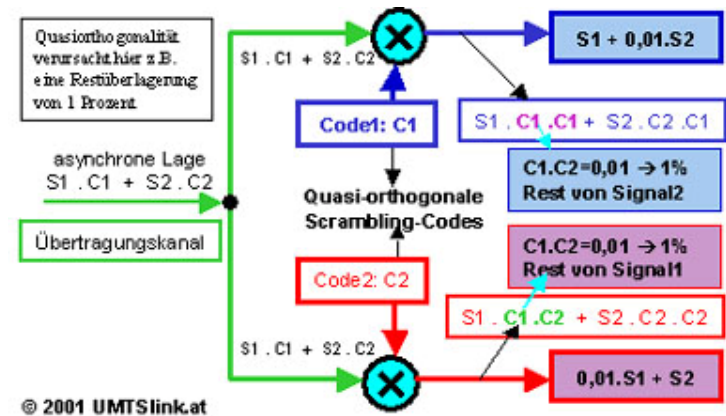 Quasiorthogonalität
verursacht hier z.B.
eine Restüberlagerung
von 1 Prozent
S1.C1 + S2.C2
S1 + 0,01.S2
Code1: C1
S1.C1.C1+ S2.C2.C1
asynchrone Lage
S1.C1 + S2.C2
C1.C2=0,01 → 1%
Rest von Signal2
Quasi-orthogonale
Scrambling-Codes
Übertragungskanal
C1.C2=0,01 → 1%
Rest von Signal1
Code2: C2
S1.C1.C2 + S2.C2.C2
S1.C1 + S2.C2
0,01.S1 + S2
© 2001 UMTSlink.at